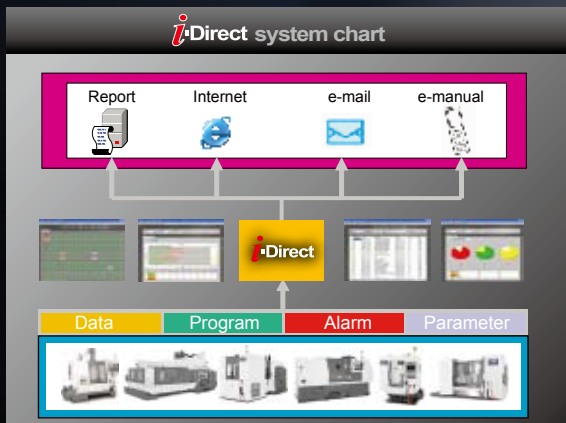 i-Direct system chart
Report Internet e-mail e-manual
i-Direct
Data Program Alarm Parameter